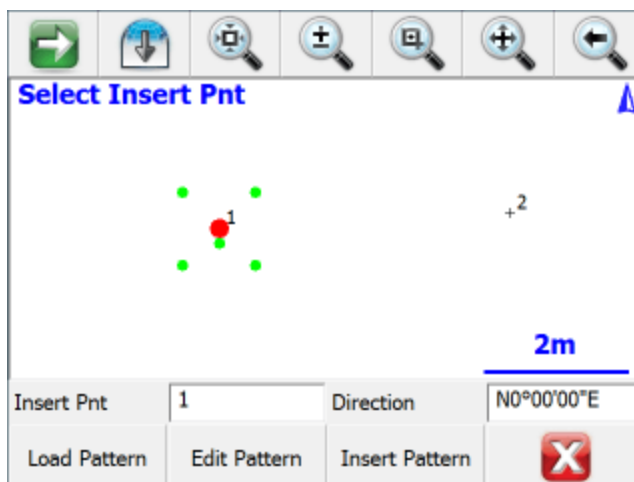 Select Insert Pnt
1
2
2m
Insert Pnt 1 Direction N0°00'00"E
Load Pattern Edit Pattern Insert Pattern